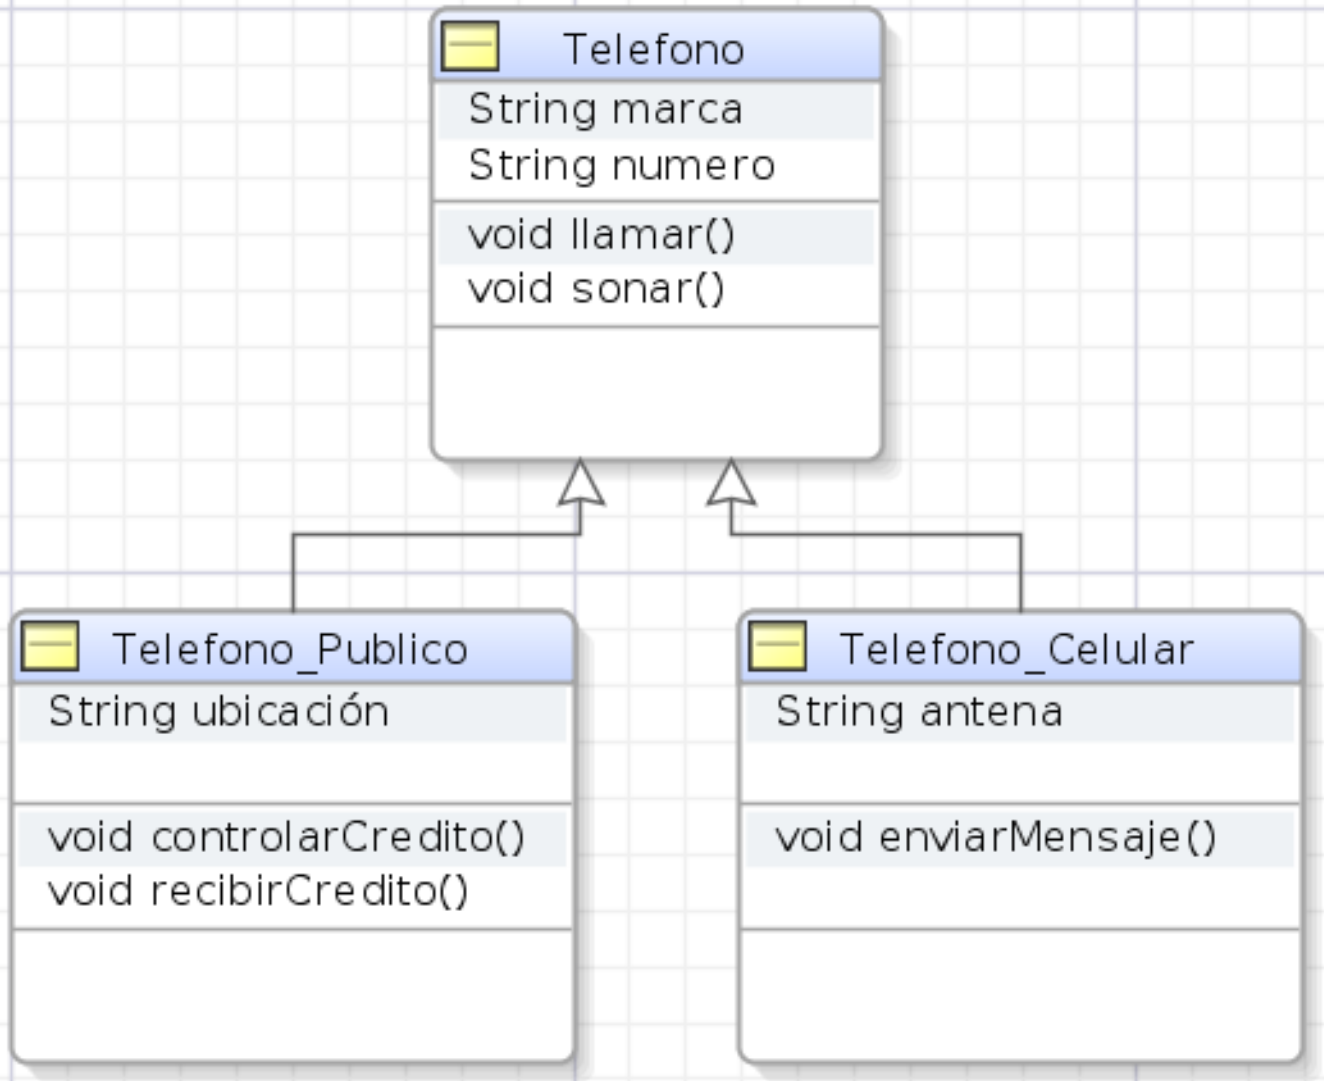 Telefono
String marca
String numero
void llamar()
void sonar()
Telefono_Publico
String ubicación
void controlarCredito()
void recibirCredito()
Telefono_Celular
String antena
void enviarMensaje()